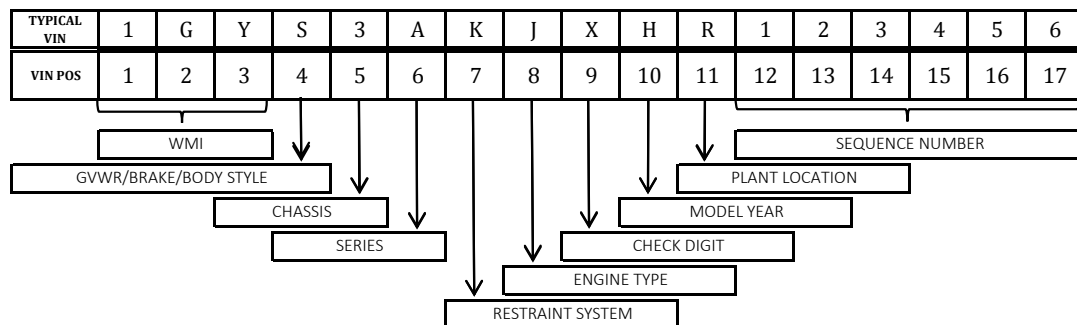 TYPICAL VIN 1 G Y S 3 A K J X H R 1 2 3 4 5 6
VIN POS 1 2 3 4 5 6 7 8 9 10 11 12 13 14 15 16 17
WMI SEQUENCE NUMBER
GVWR/BRAKE/BODY STYLE PLANT LOCATION
CHASSIS MODEL YEAR
SERIES CHECK DIGIT
ENGINE TYPE
RESTRAINT SYSTEM